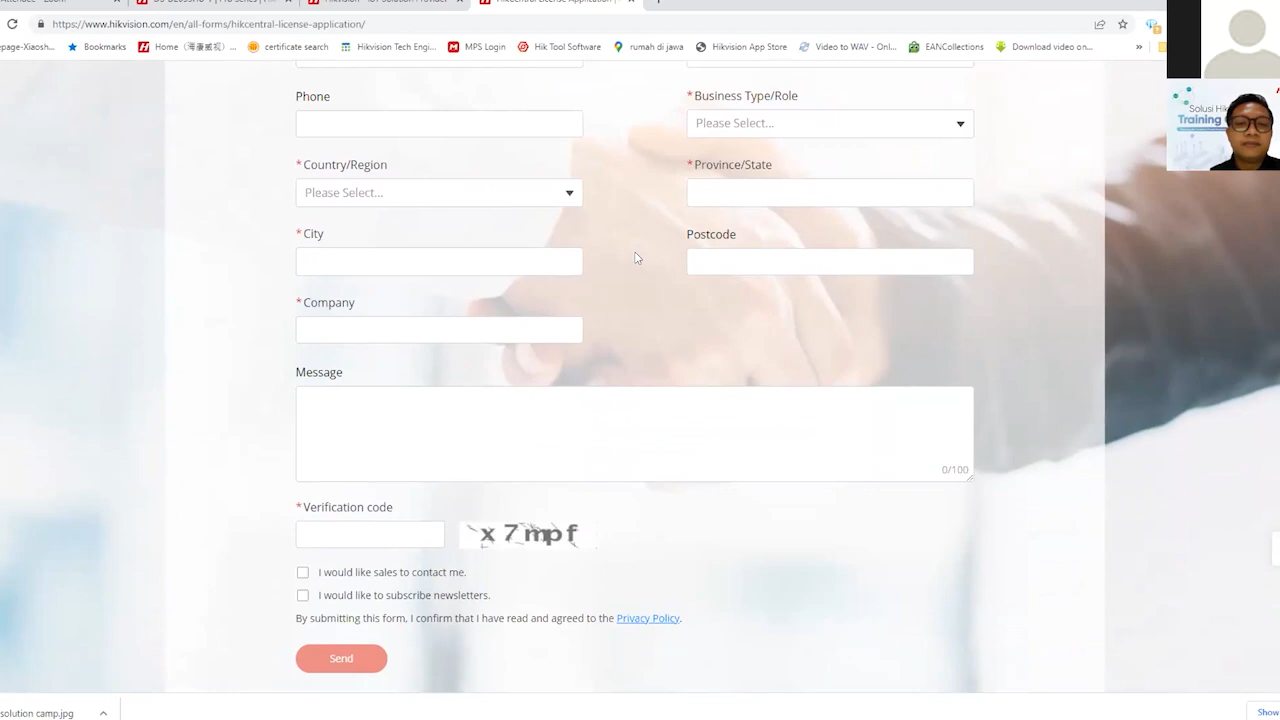 https://www.hikvision.com/en/all-forms/hikcentral-license-application/
Bookmarks
Home (海康威视)...
certificate search
Hikvision Tech Engi...
MPS Login
Hik Tool Software
rumah di jawa
Hikvision App Store
Video to WAV - Onl...
EANCollections
Download video on...
»
Solusi Hik
Training
Phone
*Business Type/Role
Please Select...
*Country/Region
*Province/State
Please Select...
*City
Postcode
*Company
Message
0/100
*Verification code
x7mpf
I would like sales to contact me.
I would like to subscribe newsletters.
By submitting this form, I confirm that I have read and agreed to the Privacy Policy.
Send
solution camp.jpg
Show